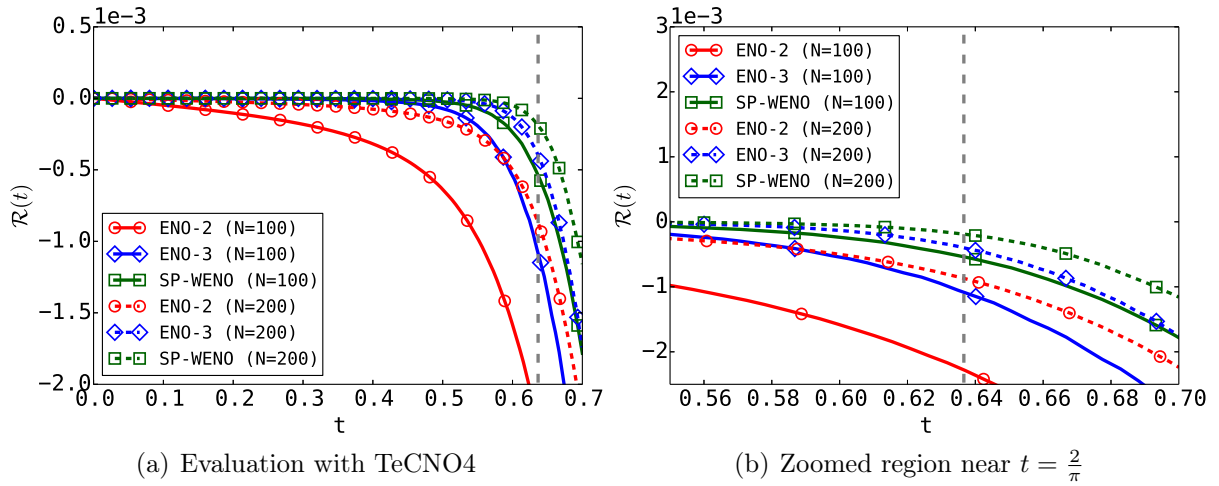 1e−3
0.5
0.0
−0.5
−1.0
−1.5
−2.0
0.0 0.1 0.2 0.3 0.4 0.5 0.6 0.7
t
R(t)
ENO-2 (N=100)
ENO-3 (N=100)
SP-WENO (N=100)
ENO-2 (N=200)
ENO-3 (N=200)
SP-WENO (N=200)
(a) Evaluation with TeCNO4
1e−3
3
2
1
0
−1
−2
0.56 0.58 0.60 0.62 0.64 0.66 0.68 0.70
t
R(t)
ENO-2 (N=100)
ENO-3 (N=100)
SP-WENO (N=100)
ENO-2 (N=200)
ENO-3 (N=200)
SP-WENO (N=200)
(b) Zoomed region near t = 2/π